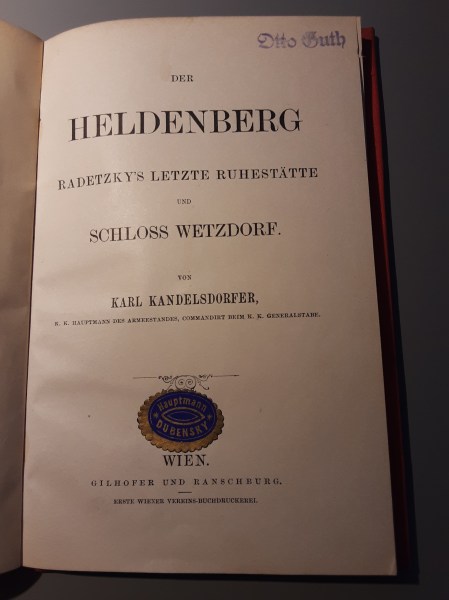 Otto Guth
DER
HELDENBERG
RADETZKY'S LETZTE RUHESTÄTTE
UND
SCHLOSS WETZDORF.
VON
KARL KANDELSDORFER,
K. K. HAUPTMANN DES ARMEESTANDES, COMMANDIRT BEIM K. K. GENERALSTABE.
Hauptmann
DUBENSKY
WIEN.
GILHOFER UND RANSCHBURG.
ERSTE WIENER VEREINS-BUCHDRUCKEREI.